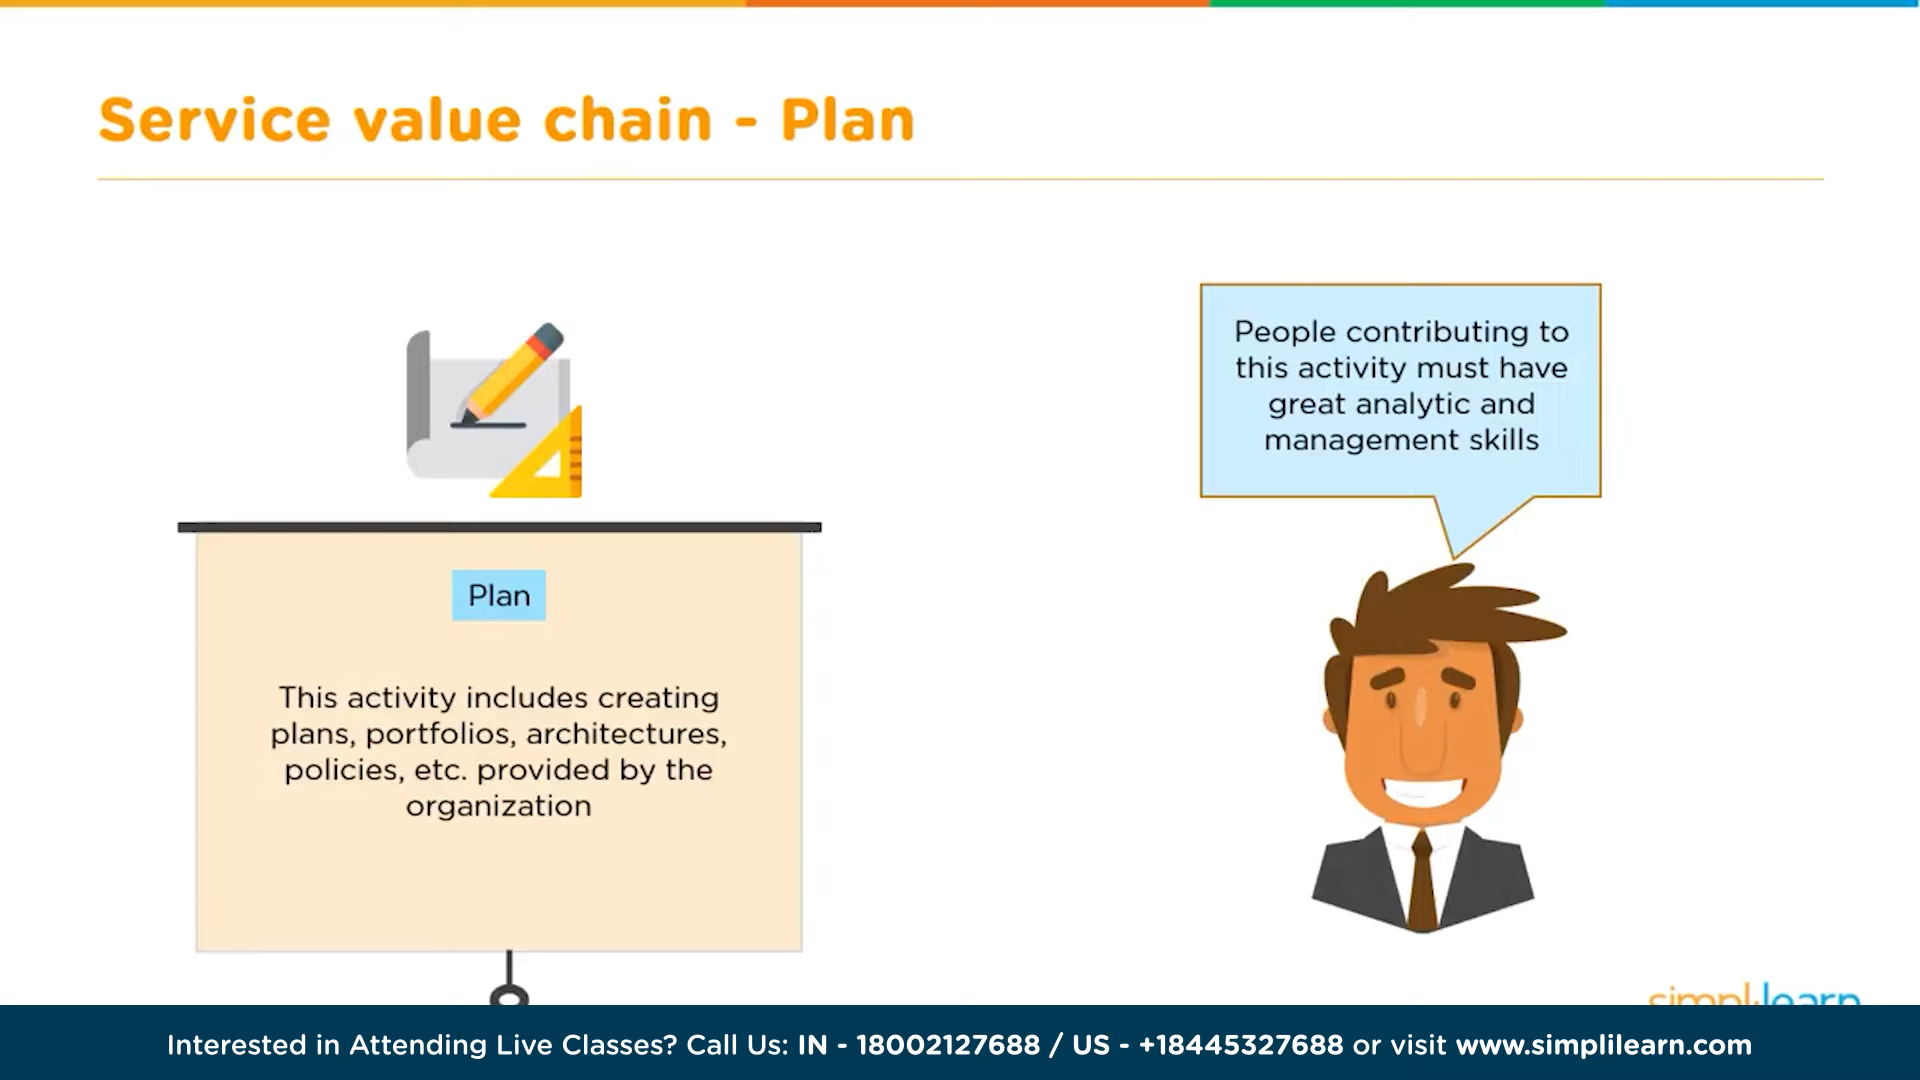 Service value chain - Plan
People contributing to
this activity must have
great analytic and
management skills
Plan
This activity includes creating
plans, portfolios, architectures,
policies, etc. provided by the
organization
simplilearn
Interested in Attending Live Classes? Call Us: IN - 18002127688 / US - +18445327688 or visit www.simplilearn.com